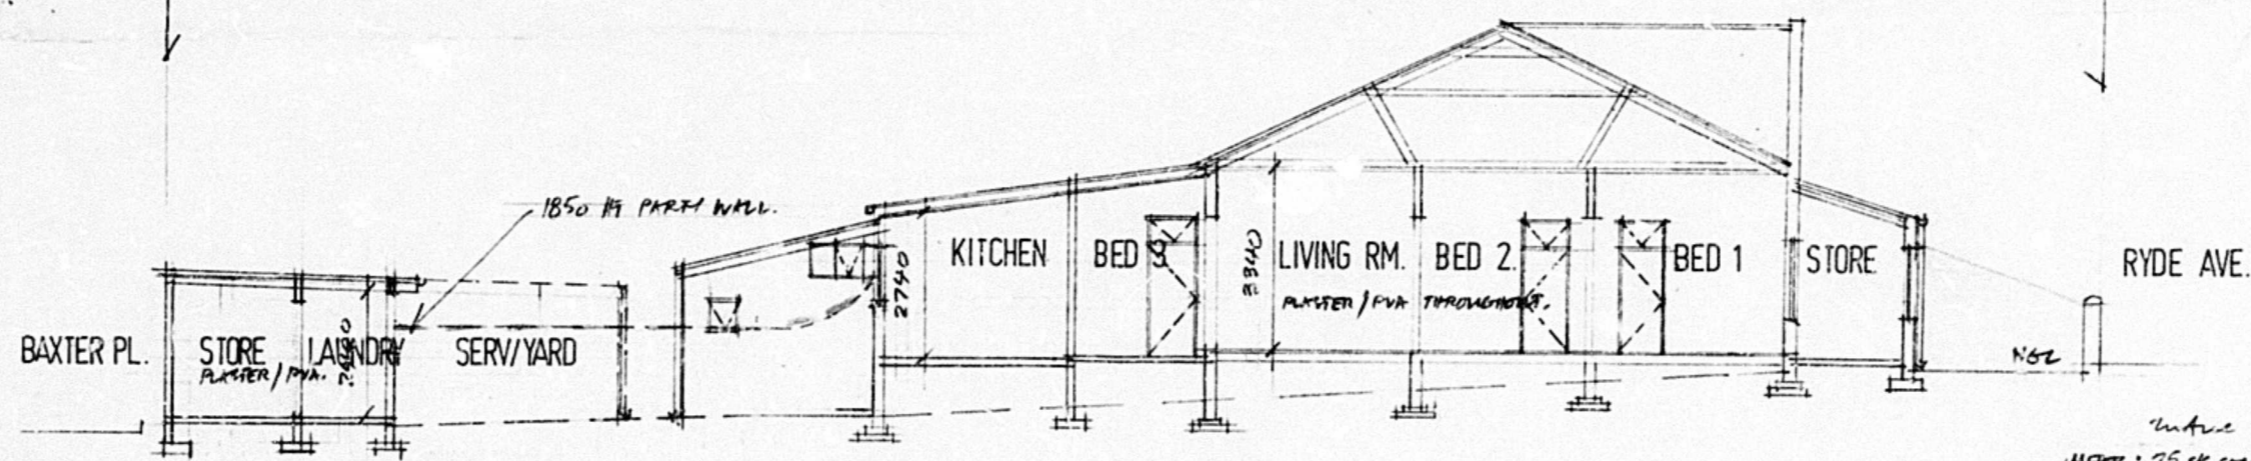 1850 HT PARTY WALL.
KITCHEN
BED 3
LIVING RM.
BED 2.
BED 1
STORE
RYDE AVE.
2740
3340
PLASTER / PVA THROUGHOUT.
BAXTER PL.
STORE
LAUNDRY
SERV/YARD
PLASTER / PVA.
NGL